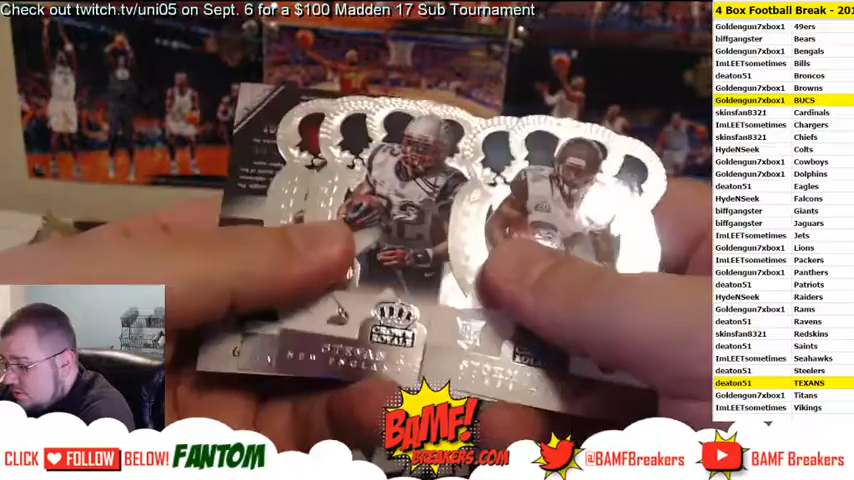 Check out twitch.tv/uni05 on Sept. 6 for a $100 Madden 17 Sub Tournament
4 Box Football Break - 201
Goldengun7xbox1 49ers
biffgangster Bears
Goldengun7xbox1 Bengals
ImLEETsometimes Bills
deaton51 Broncos
Goldengun7xbox1 Browns
Goldengun7xbox1 BUCS
skinsfan8321 Cardinals
ImLEETsometimes Chargers
skinsfan8321 Chiefs
HydeNSeek Colts
Goldengun7xbox1 Cowboys
Goldengun7xbox1 Dolphins
deaton51 Eagles
HydeNSeek Falcons
biffgangster Giants
biffgangster Jaguars
ImLEETsometimes Jets
Goldengun7xbox1 Lions
ImLEETsometimes Packers
Goldengun7xbox1 Panthers
deaton51 Patriots
HydeNSeek Raiders
Goldengun7xbox1 Rams
deaton51 Ravens
skinsfan8321 Redskins
deaton51 Saints
ImLEETsometimes Seahawks
deaton51 Steelers
deaton51 TEXANS
Goldengun7xbox1 Titans
ImLEETsometimes Vikings
CROWN
ROYALE
STEVAN
NEW ENGLAND
CLICK FOLLOW BELOW! FANTOM
BAMF!
BREAKERS.COM
@BAMFBreakers
BAMF Breakers